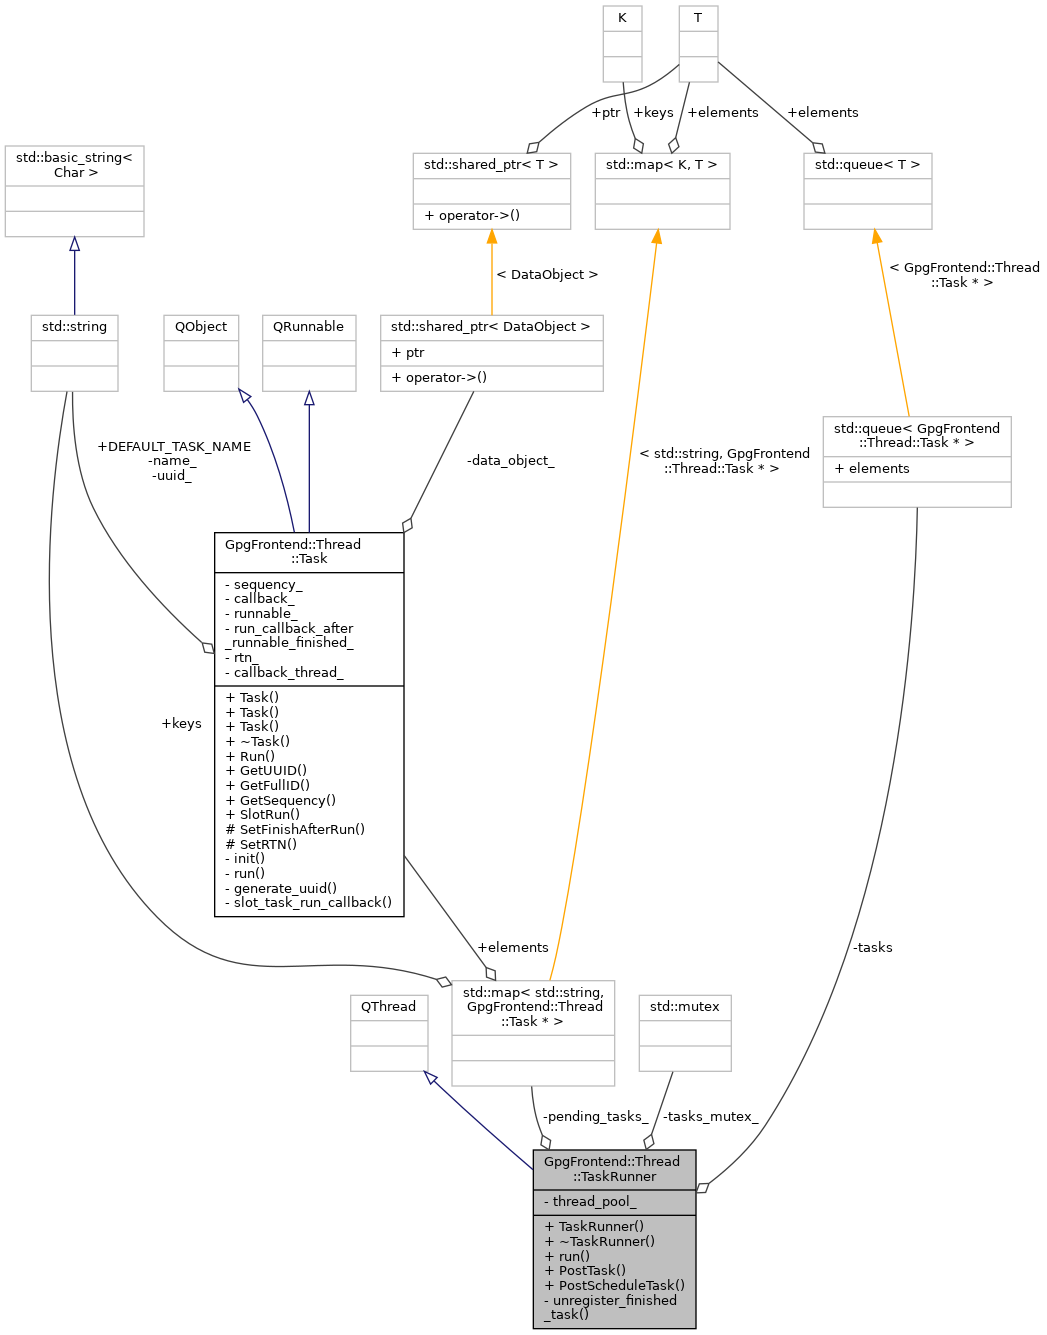 K
T
+ptr
+keys
+elements
+elements
std::basic_string<
Char >
std::shared_ptr< T >
+ operator->()
std::map< K, T >
std::queue< T >
< DataObject >
< GpgFrontend::Thread
::Task * >
std::string
QObject
QRunnable
std::shared_ptr< DataObject >
+ ptr
+ operator->()
+DEFAULT_TASK_NAME
-name_
-uuid_
-data_object_
< std::string, GpgFrontend
::Thread::Task * >
std::queue< GpgFrontend
::Thread::Task * >
+ elements
GpgFrontend::Thread
::Task
- sequency_
- callback_
- runnable_
- run_callback_after
_runnable_finished_
- rtn_
- callback_thread_
+ Task()
+ Task()
+ Task()
+ ~Task()
+ Run()
+ GetUUID()
+ GetFullID()
+ GetSequency()
+ SlotRun()
# SetFinishAfterRun()
# SetRTN()
- init()
- run()
- generate_uuid()
- slot_task_run_callback()
+keys
+elements
-tasks
QThread
std::map< std::string,
GpgFrontend::Thread
::Task * >
std::mutex
-pending_tasks_
-tasks_mutex_
GpgFrontend::Thread
::TaskRunner
- thread_pool_
+ TaskRunner()
+ ~TaskRunner()
+ run()
+ PostTask()
+ PostScheduleTask()
- unregister_finished
_task()